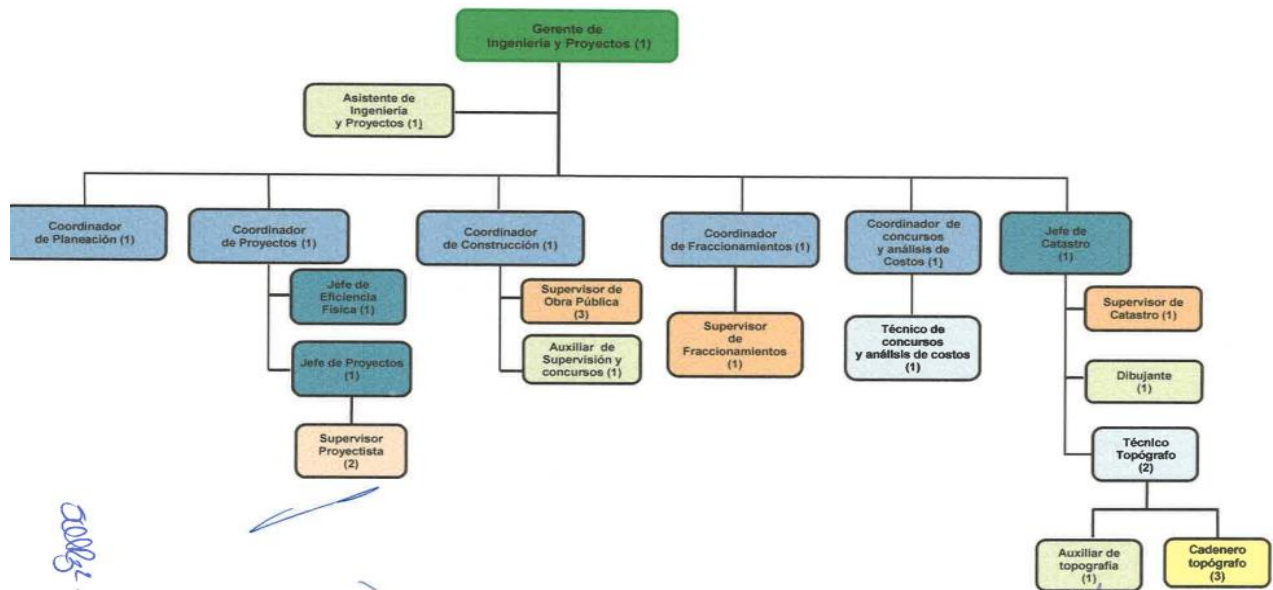 Gerente de
Ingeniería y Proyectos (1)
Asistente de
Ingeniería
y Proyectos (1)
Coordinador
de Planeación (1)
Coordinador
de Proyectos (1)
Coordinador
de Construcción (1)
Coordinador
de Fraccionamientos
(1)
Coordinador de
concursos
y análisis de
Costos (1)
Jefe de
Catastro
(1)
Jefe de
Eficiencia
Física (1)
Jefe de Proyectos
(1)
Supervisor
Proyectista
(2)
Supervisor de
Obra Pública
(3)
Auxiliar de
Supervisión y
concursos (1)
Supervisor
de
Fraccionamientos
(1)
Técnico de
concursos
y análisis de costos
(1)
Supervisor de
Catastro (1)
Dibujante
(1)
Técnico
Topógrafo
(2)
Auxiliar de
topografía
(1)
Cadenero
topógrafo
(3)